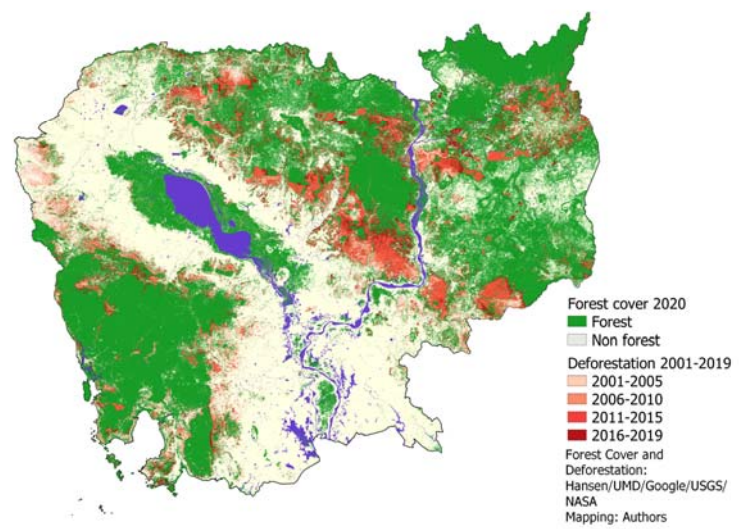 Forest cover 2020
Forest
Non forest
Deforestation 2001-2019
2001-2005
2006-2010
2011-2015
2016-2019
Forest Cover and
Deforestation:
Hansen/UMD/Google/USGS/
NASA
Mapping: Authors